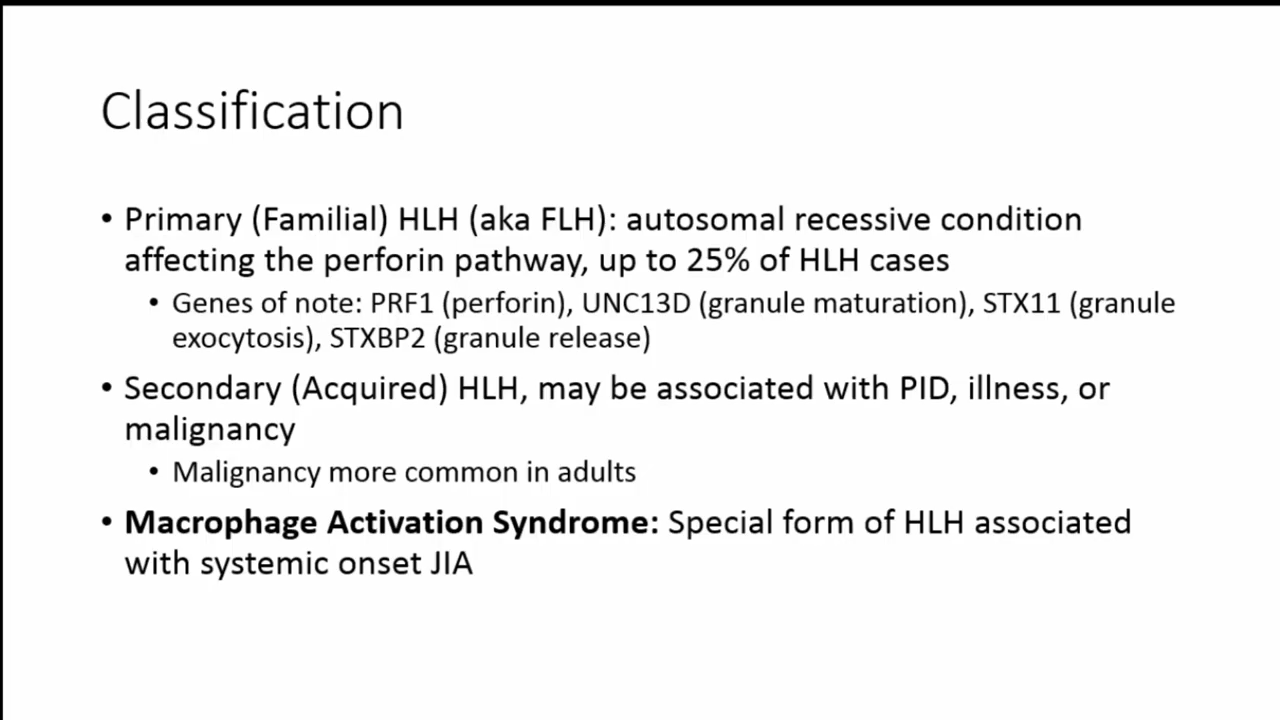 Classification
• Primary (Familial) HLH (aka FLH): autosomal recessive condition
affecting the perforin pathway, up to 25% of HLH cases
• Genes of note: PRF1 (perforin), UNC13D (granule maturation), STX11 (granule
exocytosis), STXBP2 (granule release)
• Secondary (Acquired) HLH, may be associated with PID, illness, or
malignancy
• Malignancy more common in adults
• Macrophage Activation Syndrome: Special form of HLH associated
with systemic onset JIA